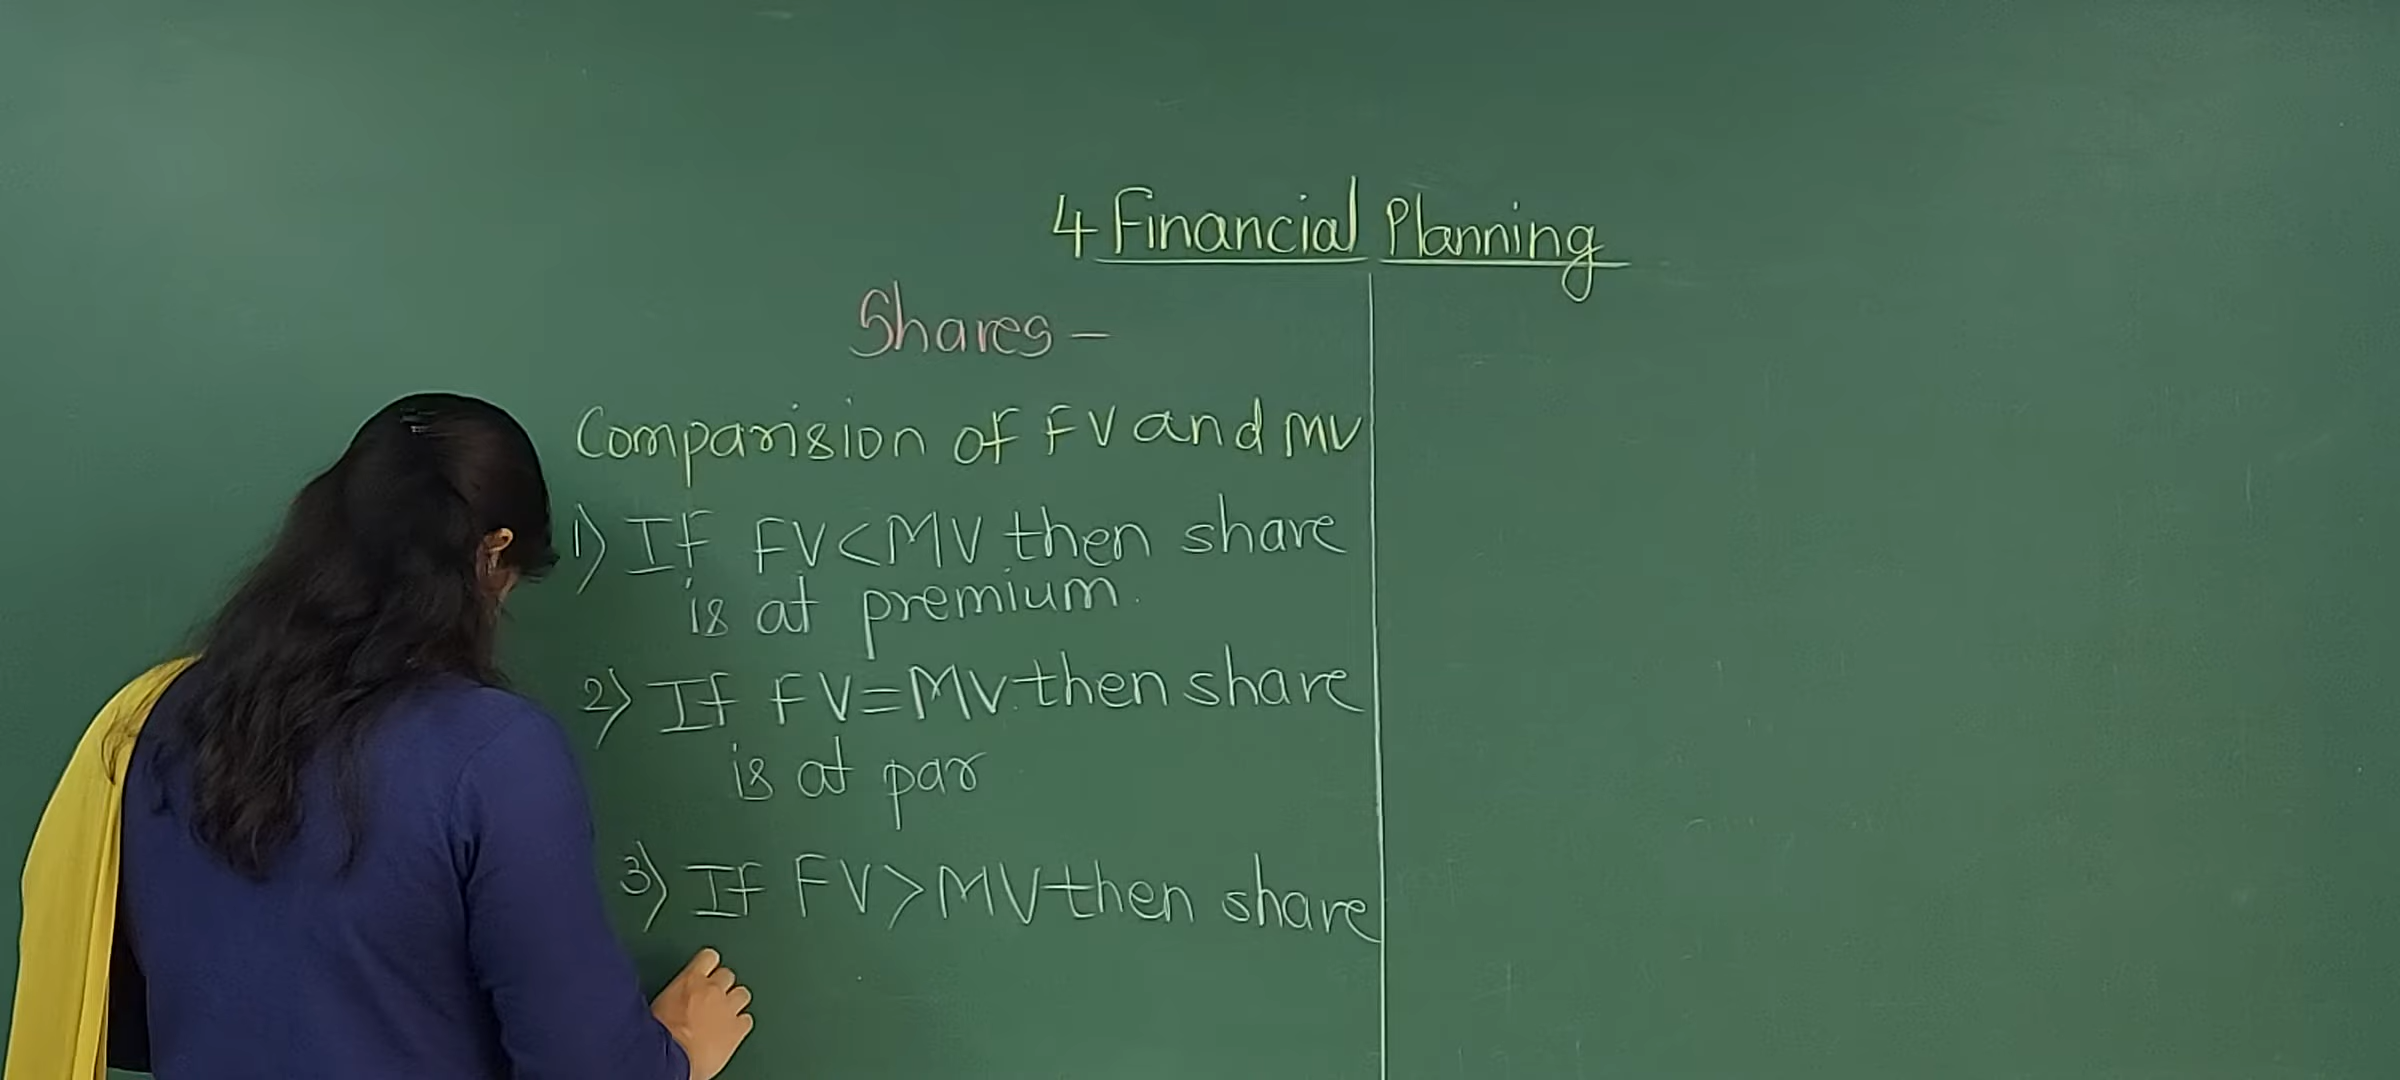 4 Financial Planning
Shares -
Comparision of FV and MV
1) If FV < MV then share
is at premium.
2) If FV = MV then share
is at par
3) If FV > MV then share